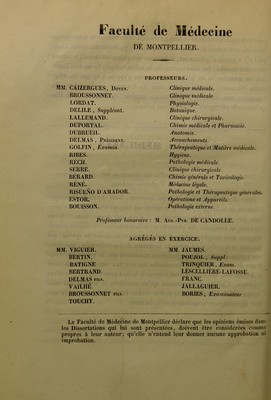 Faculté de Médecine
DE MONTPELLIER.
PROFESSEURS.
MM. CAIZERGUES, Doyen. Clinique médicale.
BROUSSONNET. Clinique médicale
LORDAT. Physiologie.
DELILE, Suppléant. Botanique.
LALLEMAND. Clinique chirurgicale.
DUPORTAL. Chimie médicale et Pharmacie.
DUBRUEIL. Anatomie.
DELMAS, Président. Accouchements.
GOLFIN, Examin. Thérapeutique et Matière médicale.
RIBES. Hygiène.
RECH. Pathologie médicale.
SERRE. Clinique chirurgicale.
BERARD. Chimie générale et Toxicologie.
RÉNÉ. Médecine légale.
RISUEÑO D'AMADOR. Pathologie et Thérapeutique générales.
ESTOR. Opérations et Appareils.
BOUISSON. Pathologie externe.
Professeur honoraire : M. Aug.-Pyr. DE CANDOLLE.
AGRÉGÉS EN EXERCICE.
MM. VIGUIER. MM. JAUMES.
BERTIN. POUJOL, Suppl.
BATIGNE TRINQUIER, Exam.
BERTRAND. LESCELLIÈRE-LAFOSSE.
DELMAS FILS. FRANC.
VAILHÉ JALLAGUIER.
BROUSSONNET FILS. BORIES, Examinateur
TOUCHY.
La Faculté de Médecine de Montpellier déclare que les opinions émises dans
les Dissertations qui lui sont présentées, doivent être considérées comme
propres à leur auteur; qu'elle n'entend leur donner aucune approbation ni
improbation.